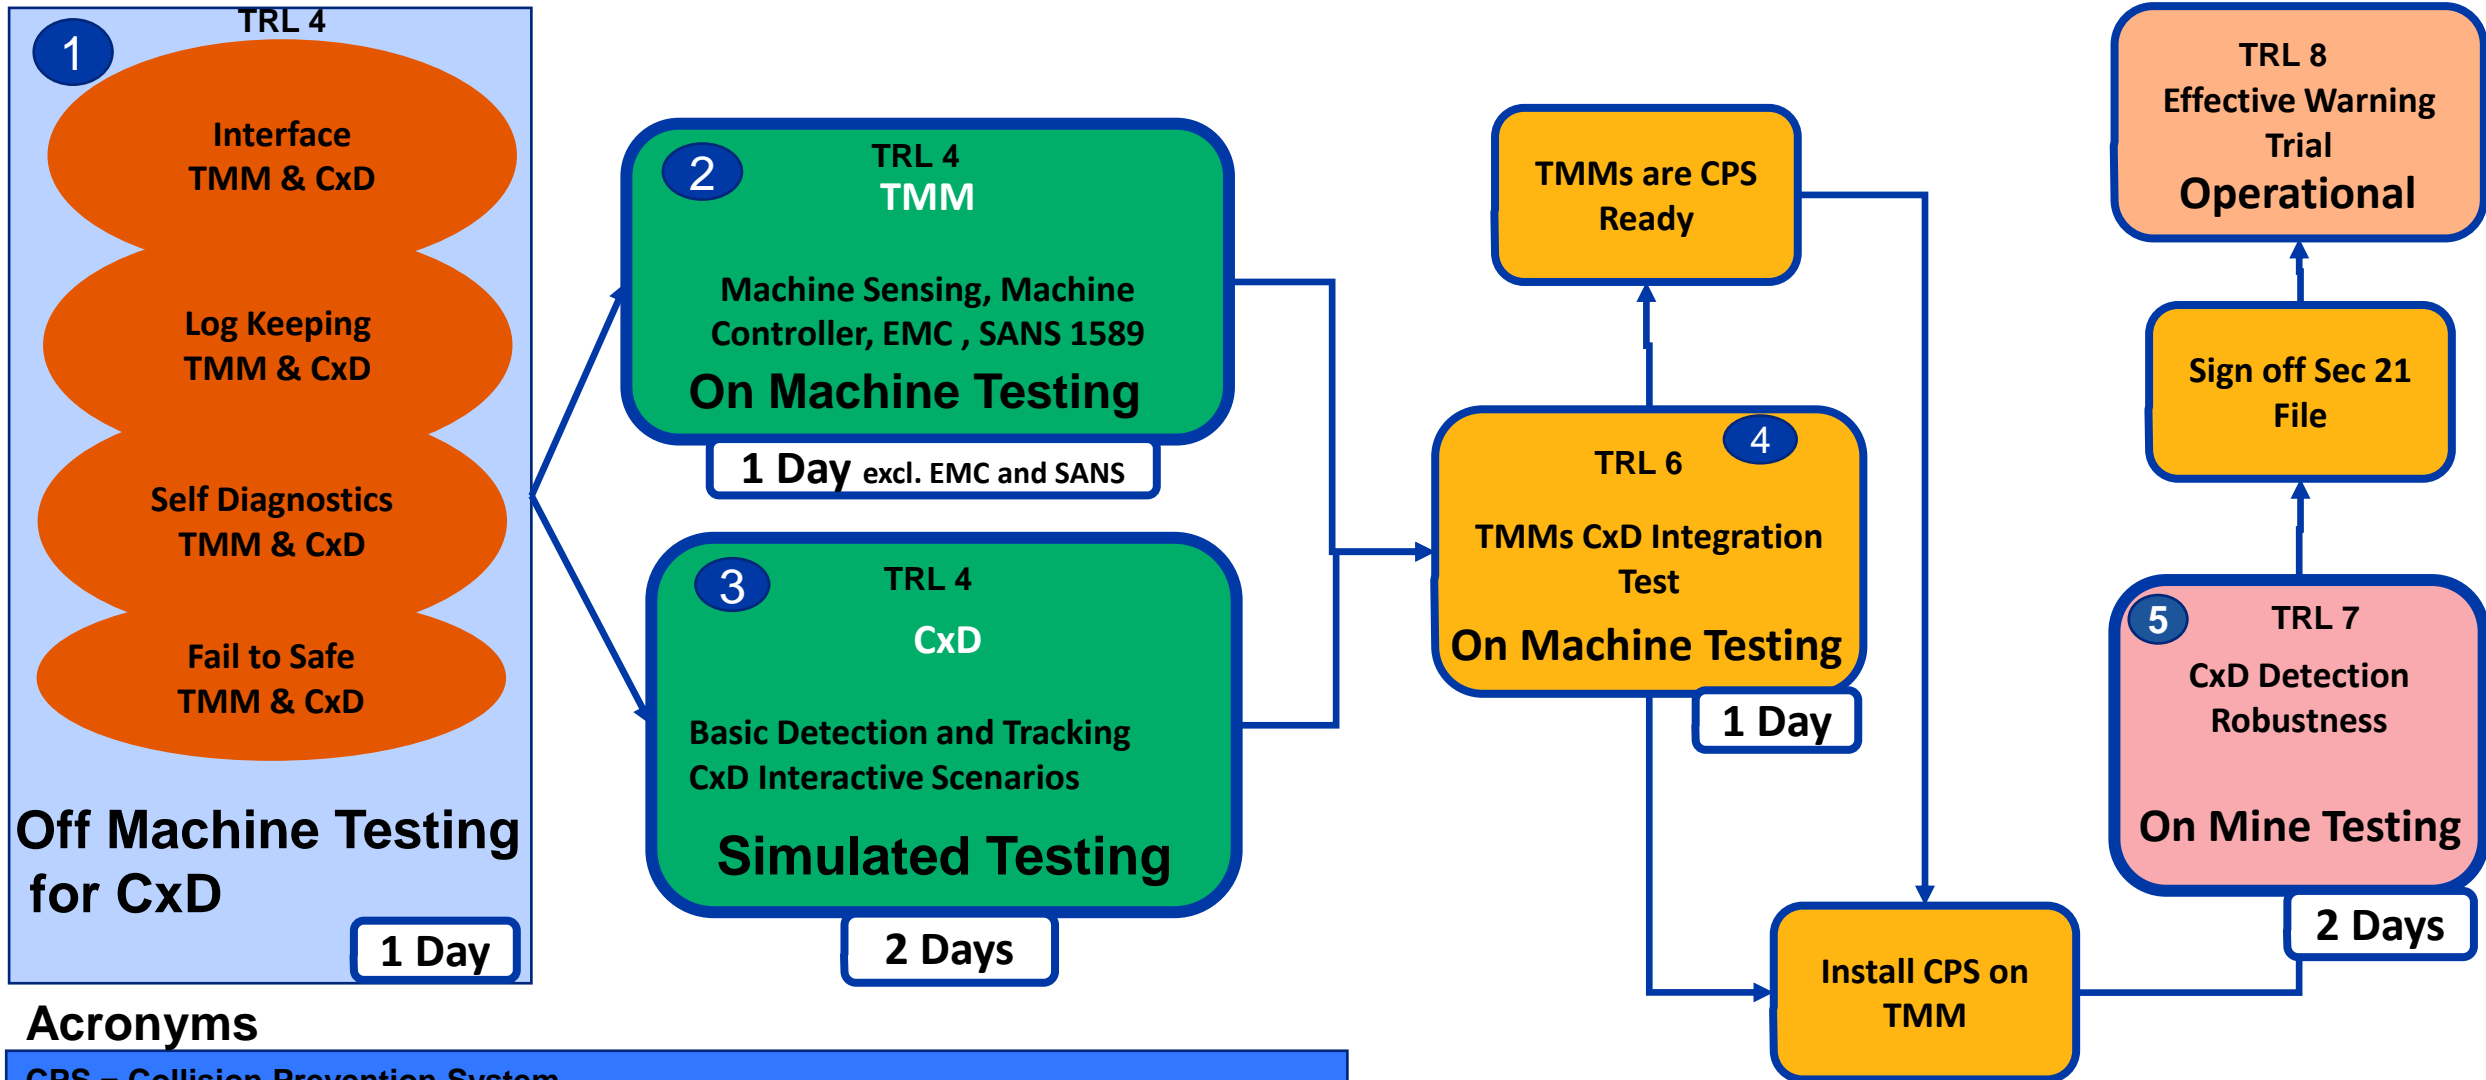 TRL 4
1
Interface
TMM & CxD
Log Keeping
TMM & CxD
Self Diagnostics
TMM & CxD
Fail to Safe
TMM & CxD
Off Machine Testing
for CxD
1 Day
2
TRL 4
TMM
Machine Sensing, Machine
Controller, EMC , SANS 1589
On Machine Testing
1 Day excl. EMC and SANS
3
TRL 4
CxD
Basic Detection and Tracking
CxD Interactive Scenarios
Simulated Testing
2 Days
TMMs are CPS
Ready
4
TRL 6
TMMs CxD Integration
Test
On Machine Testing
1 Day
Install CPS on
TMM
5
TRL 7
CxD Detection
Robustness
On Mine Testing
2 Days
Sign off Sec 21
File
TRL 8
Effective Warning
Trial
Operational
Acronyms
CPS = Collision Prevention System